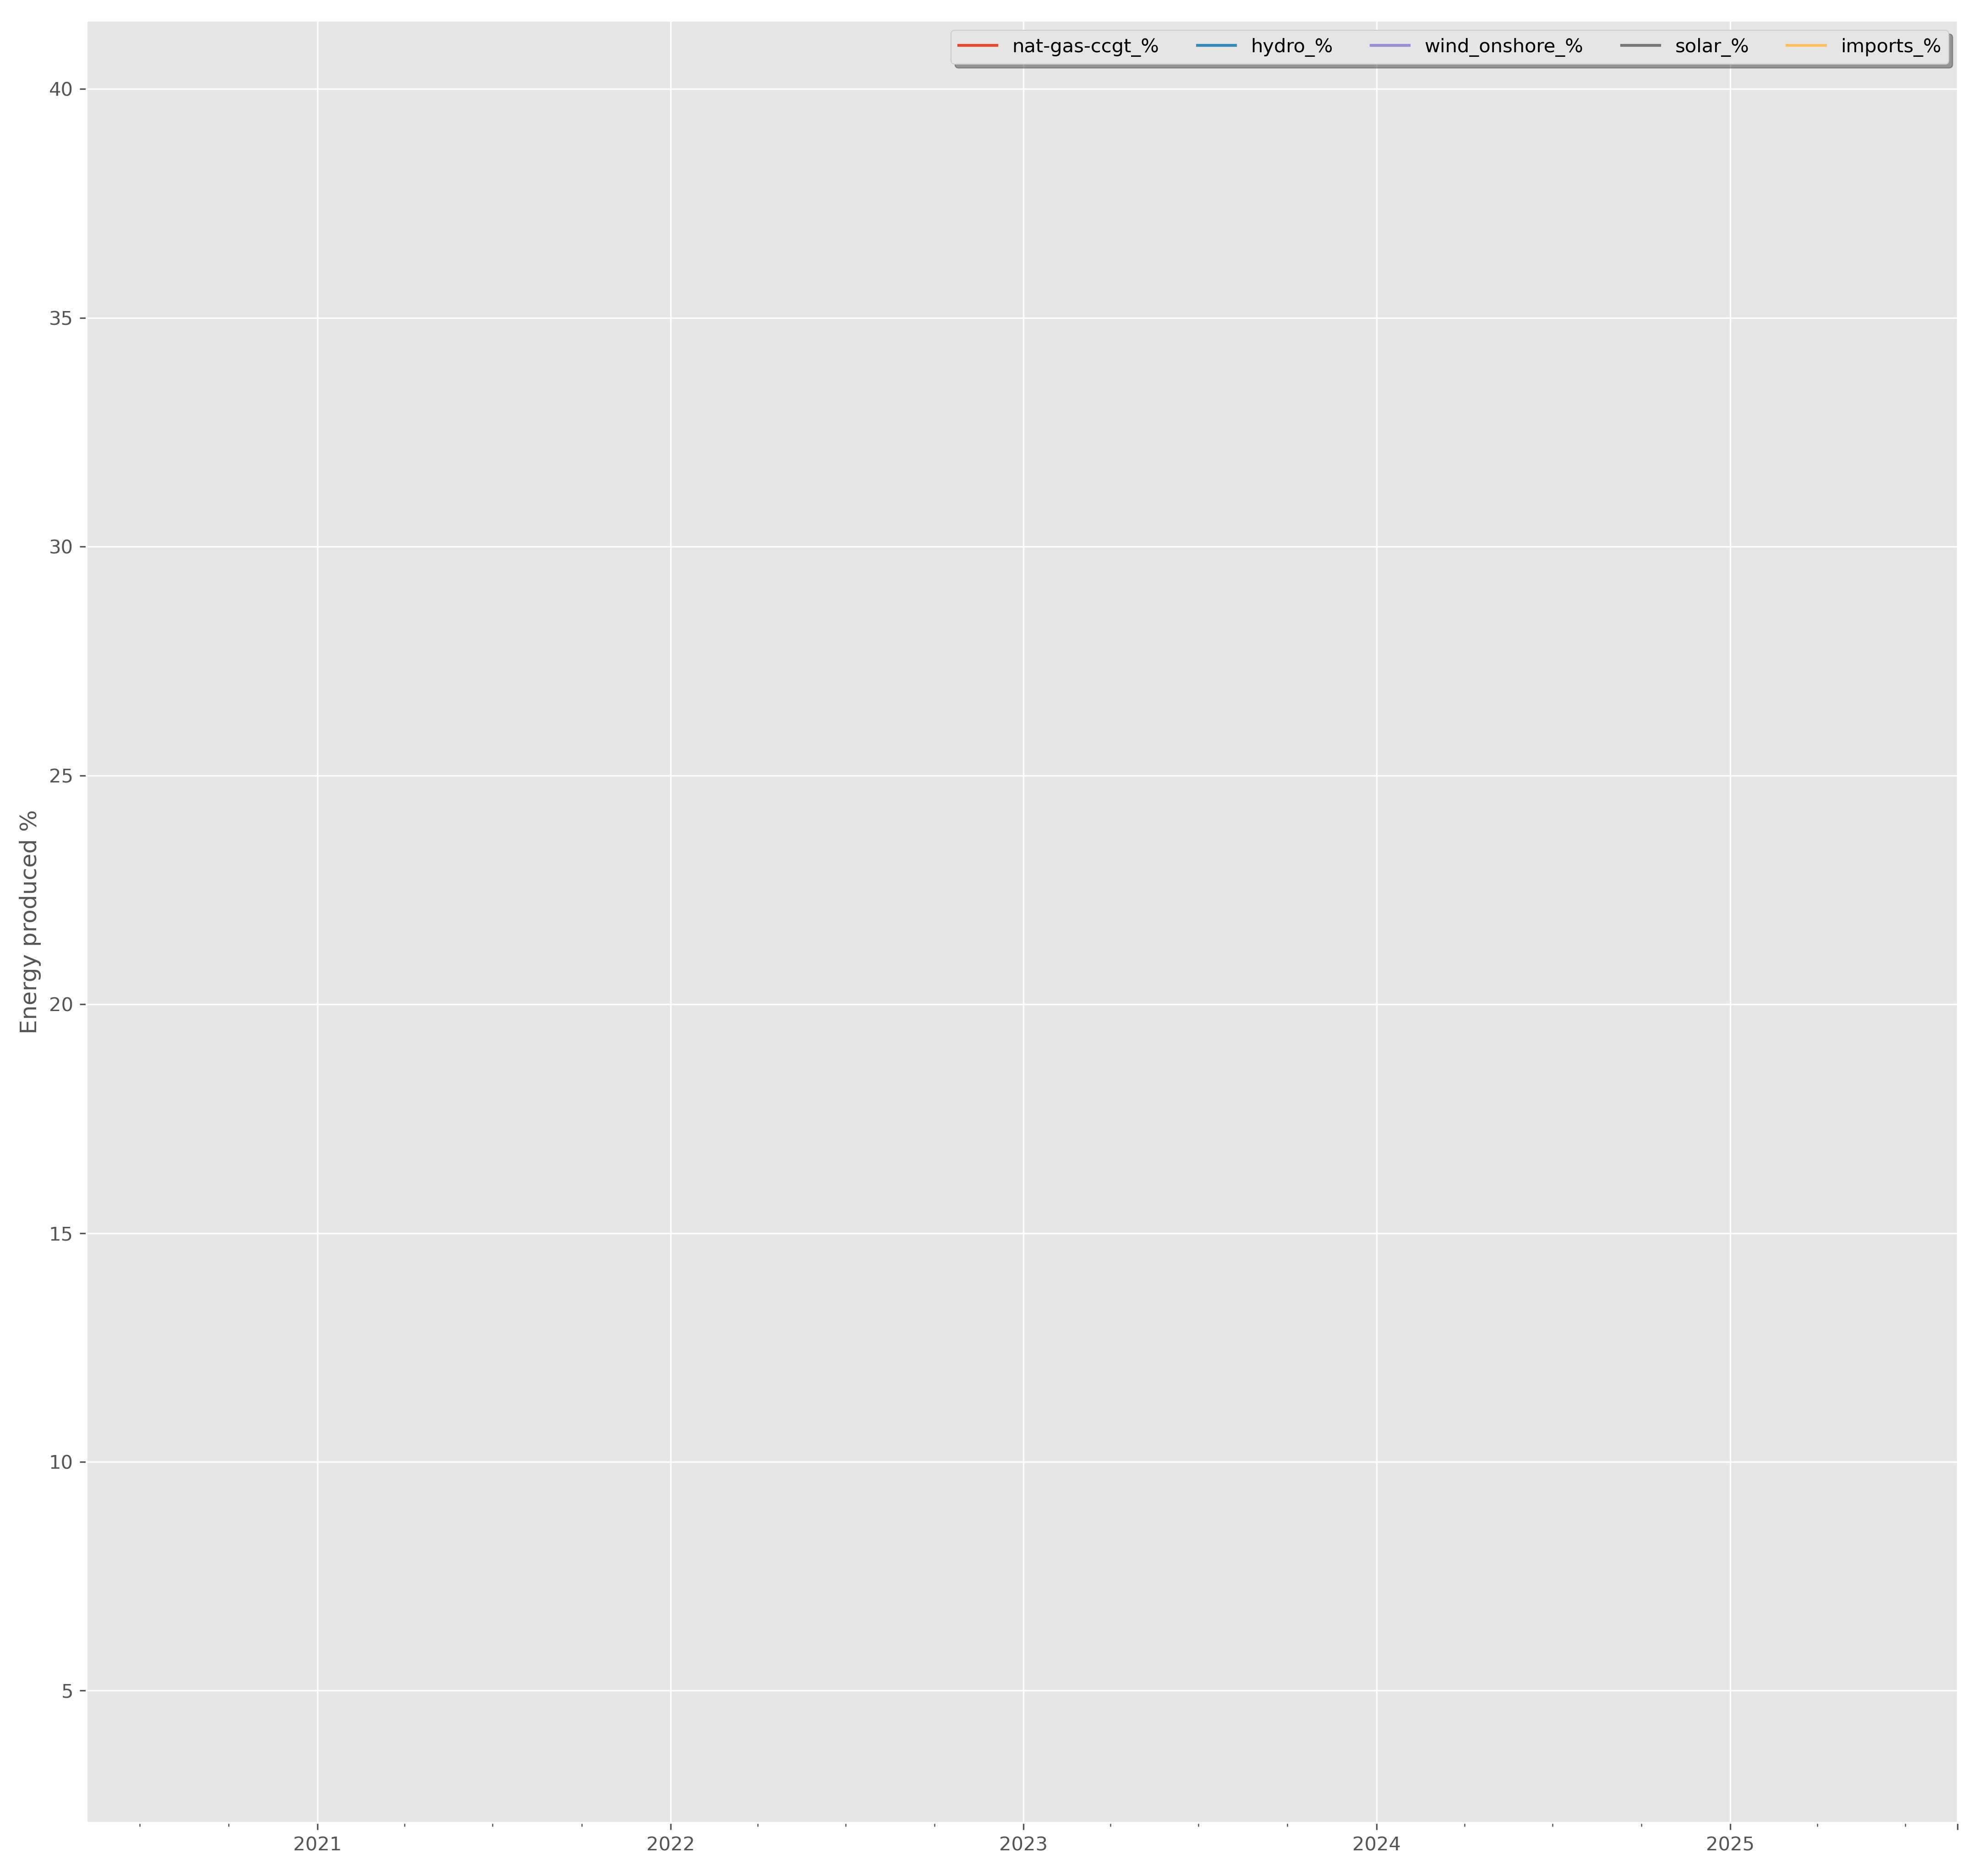 nat-gas-ccgt_% hydro_% wind_onshore_% solar_% imports_%
40
35
30
25
20
15
10
5
Energy produced %
2021 2022 2023 2024 2025